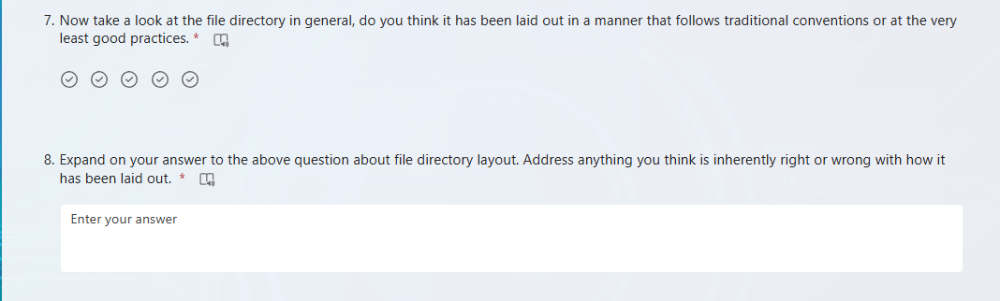 7. Now take a look at the file directory in general, do you think it has been laid out in a manner that follows traditional conventions or at the very
least good practices. *
8. Expand on your answer to the above question about file directory layout. Address anything you think is inherently right or wrong with how it
has been laid out. *
Enter your answer